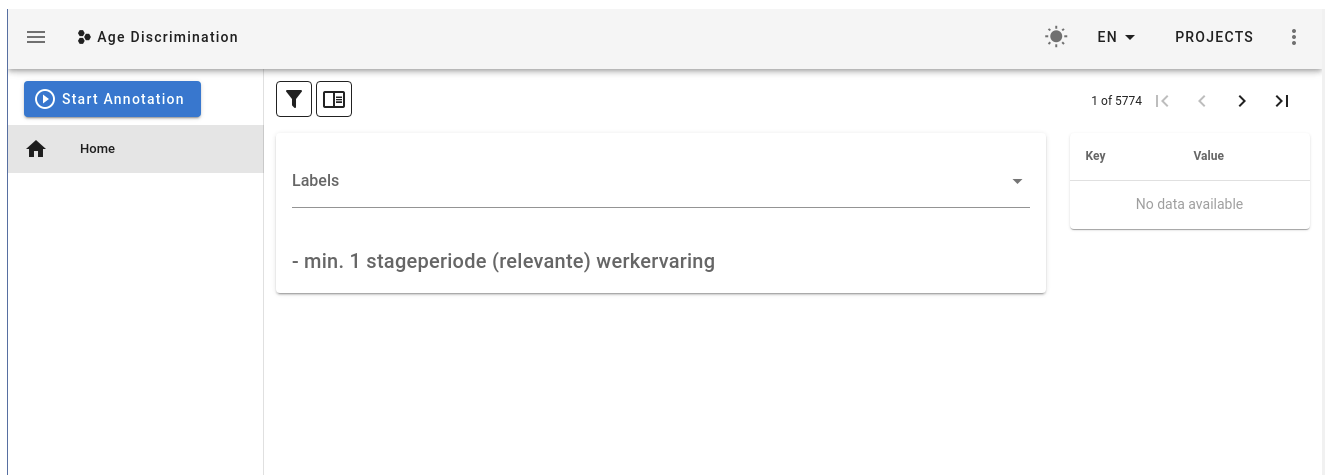 Age Discrimination
EN
PROJECTS
Start Annotation
1 of 5774
Home
Labels
Key Value
No data available
- min. 1 stageperiode (relevante) werkervaring